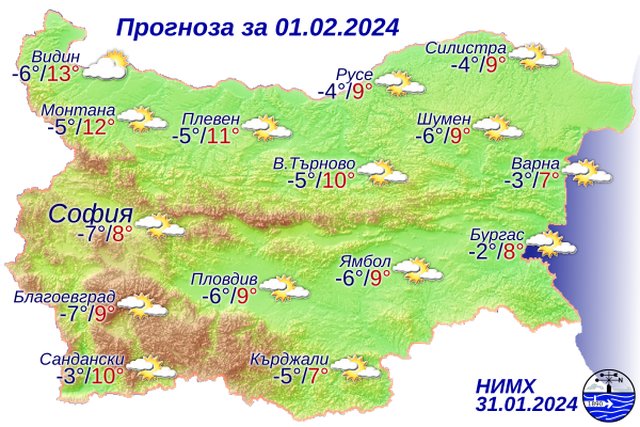 Прогноза за 01.02.2024
Силистра
-4°/9°
Видин
-6°/13°
Русе
-4°/9°
Монтана
-5°/12°
Плевен
-5°/11°
Шумен
-6°/9°
В.Търново
-5°/10°
Варна
-3°/7°
София
-7°/8°
Бургас
-2°/8°
Ямбол
-6°/9°
Пловдив
-6°/9°
Благоевград
-7°/9°
Сандански
-3°/10°
Кърджали
-5°/7°
НИМХ
31.01.2024
N
1890